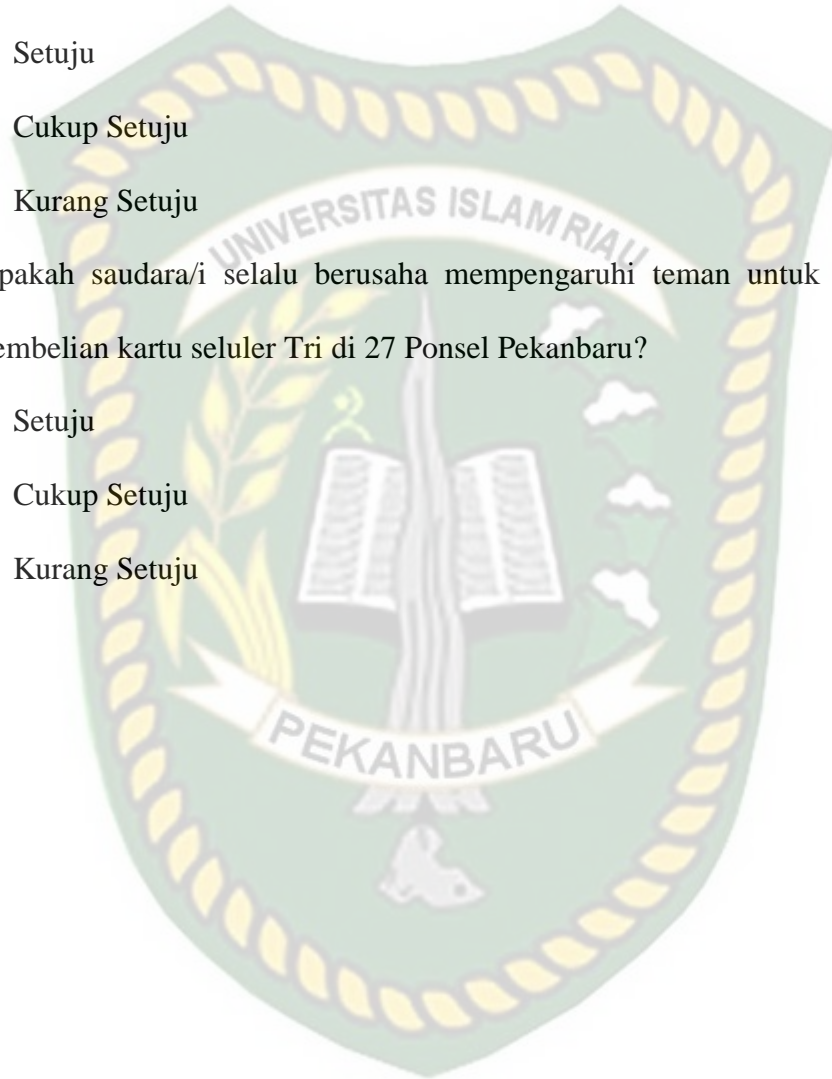 Setuju
Cukup Setuju
Kurang Setuju
UNIVERSITAS ISLAM RIAU
pakah saudara/i selalu berusaha mempengaruhi teman untuk
embelian kartu seluler Tri di 27 Ponsel Pekanbaru?
Setuju
Cukup Setuju
Kurang Setuju
PEKANBARU